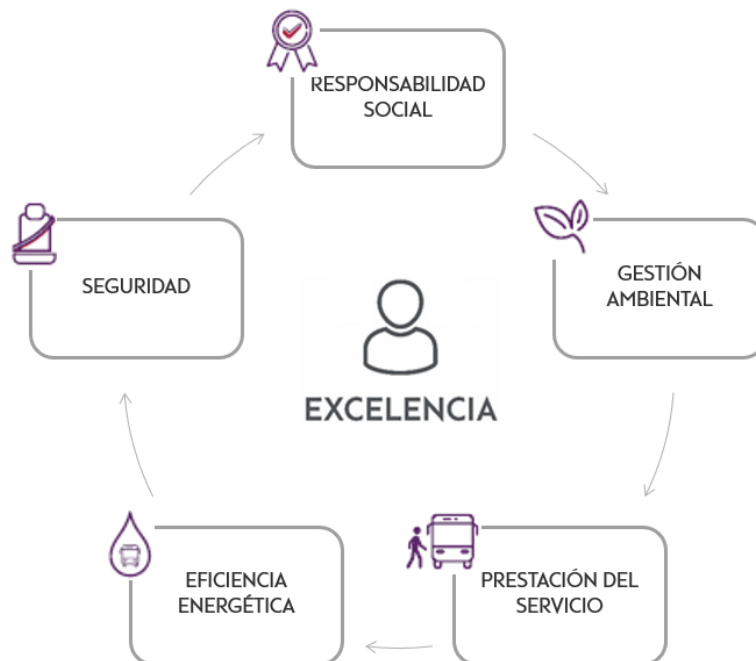 RESPONSABILIDAD
SOCIAL
GESTIÓN
AMBIENTAL
PRESTACIÓN DEL
SERVICIO
EFICIENCIA
ENERGÉTICA
SEGURIDAD
EXCELENCIA